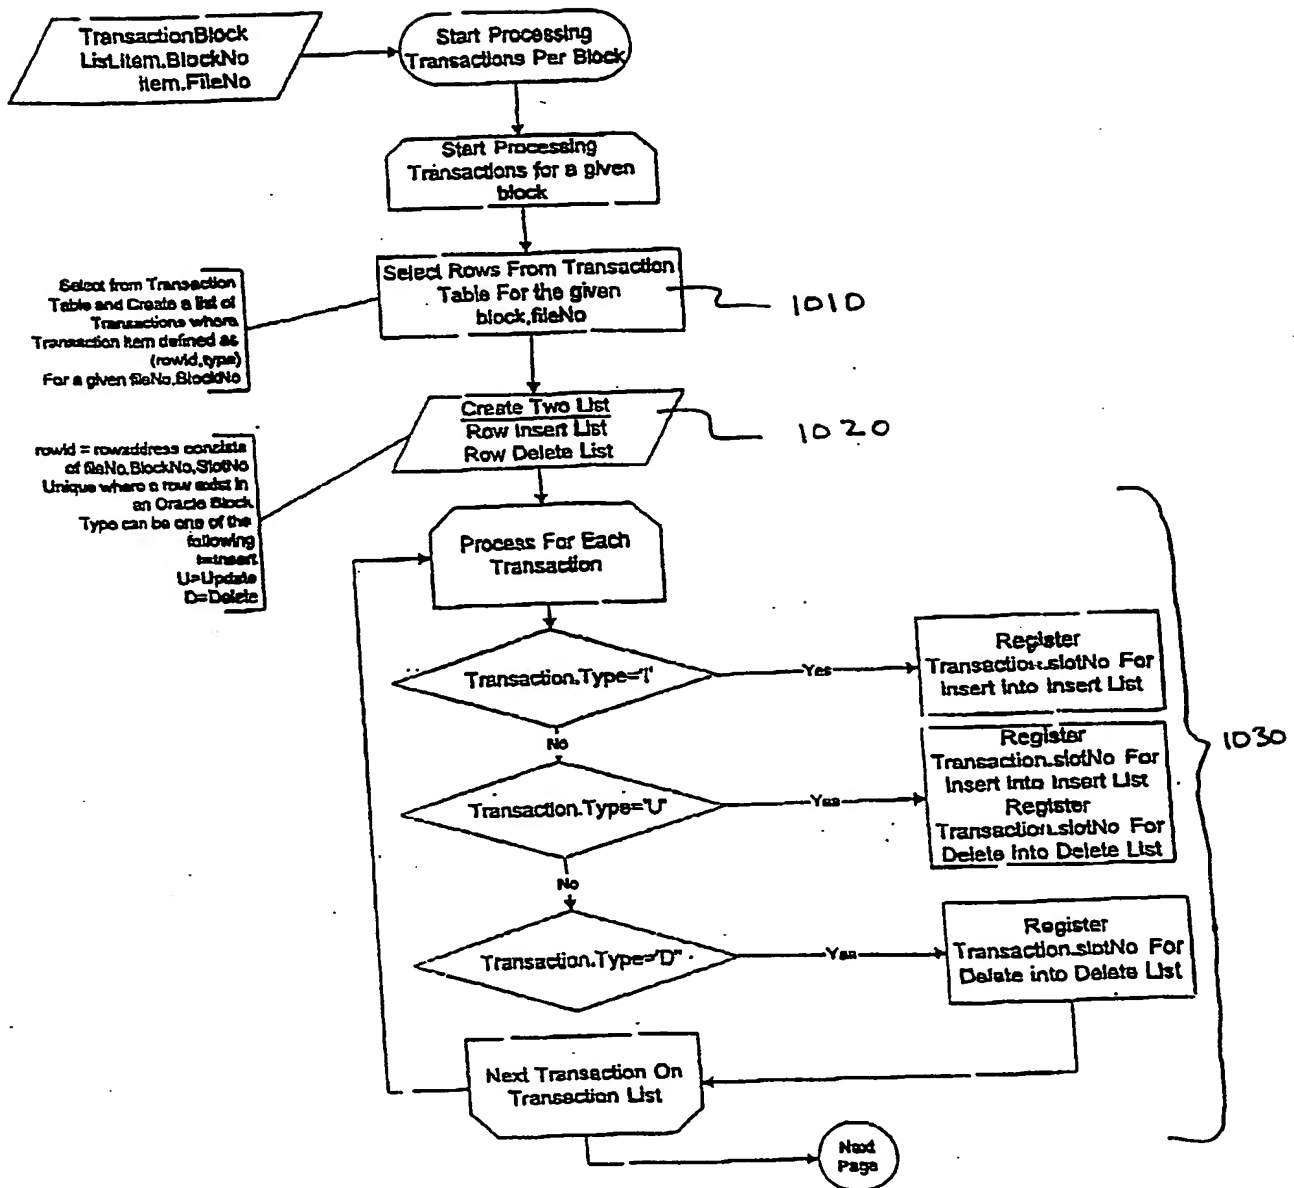 TransactionBlock
List.Item.BlockNo
Item.FileNo
Start Processing
Transactions Per Block
Start Processing
Transactions for a given
block
Select Rows From Transaction
Table For the given
block,fileNo
1010
Select from Transaction
Table and Create a list of
Transactions where
Transaction item defined as
(rowid,type)
For a given fileNo,BlockNo
Create Two List
Row Insert List
Row Delete List
1020
rowid = rowaddress consists
of fileNo,BlockNo,SlotNo
Unique where a row exist in
an Oracle Block
Type can be one of the
following
I=Insert
U=Update
D=Delete
Process For Each
Transaction
Transaction.Type='I'
Yes
Register
Transaction.slotNo For
Insert into Insert List
No
Transaction.Type='U'
Yes
Register
Transaction.slotNo For
Insert into Insert List
Register
Transaction.slotNo For
Delete into Delete List
1030
No
Transaction.Type='D'
Yes
Register
Transaction.slotNo For
Delete into Delete List
Next Transaction On
Transaction List
Next
Page